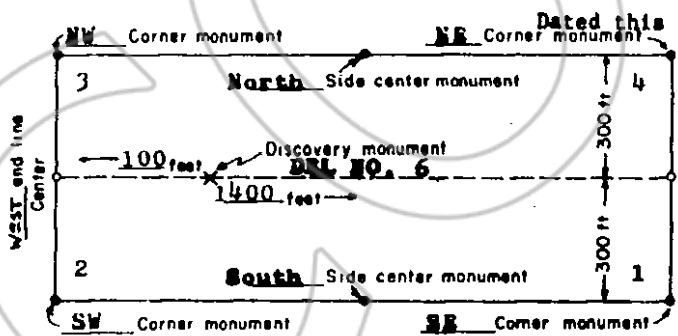 Dated this
NW Corner monument NE Corner monument
3 North Side center monument 4
300 ft
WEST end line
Center
100 feet Discovery monument
DEL NO. 6
1400 feet
300 ft
2 South Side center monument 1
SW Corner monument SE Corner monument